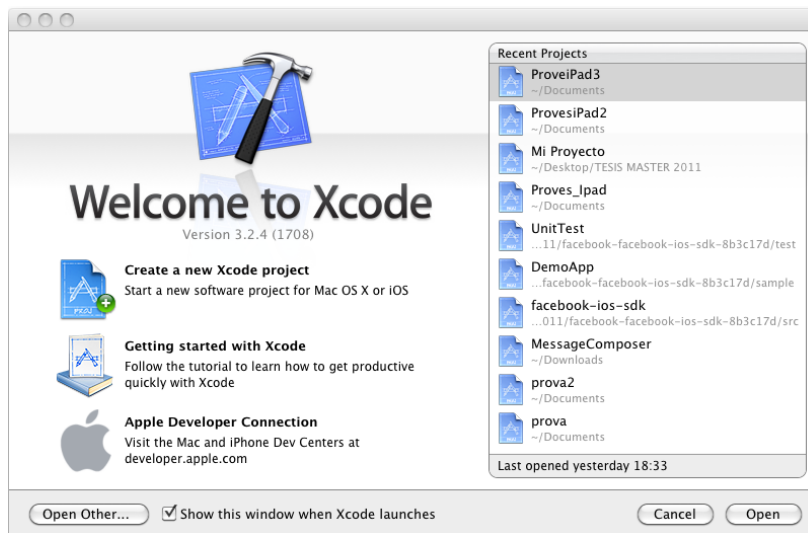 Welcome to Xcode
Version 3.2.4 (1708)
Create a new Xcode project
Start a new software project for Mac OS X or iOS
Getting started with Xcode
Follow the tutorial to learn how to get productive
quickly with Xcode
Apple Developer Connection
Visit the Mac and iPhone Dev Centers at
developer.apple.com
Recent Projects
ProveiPad3
~/Documents
ProvesiPad2
~/Documents
Mi Proyecto
~/Desktop/TESIS MASTER 2011
Proves_Ipad
~/Documents
UnitTest
...11/facebook-facebook-ios-sdk-8b3c17d/test
DemoApp
...facebook-facebook-ios-sdk-8b3c17d/sample
facebook-ios-sdk
...011/facebook-facebook-ios-sdk-8b3c17d/src
MessageComposer
~/Downloads
prova2
~/Documents
prova
~/Documents
Last opened yesterday 18:33
Open Other...
Show this window when Xcode launches
Cancel
Open
PROJ